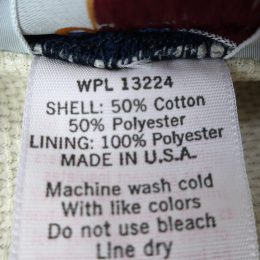 WPL 13224
SHELL: 50% Cotton
50% Polyester
LINING: 100% Polyester
MADE IN U.S.A.
Machine wash cold
With like colors
Do not use bleach
Line dry